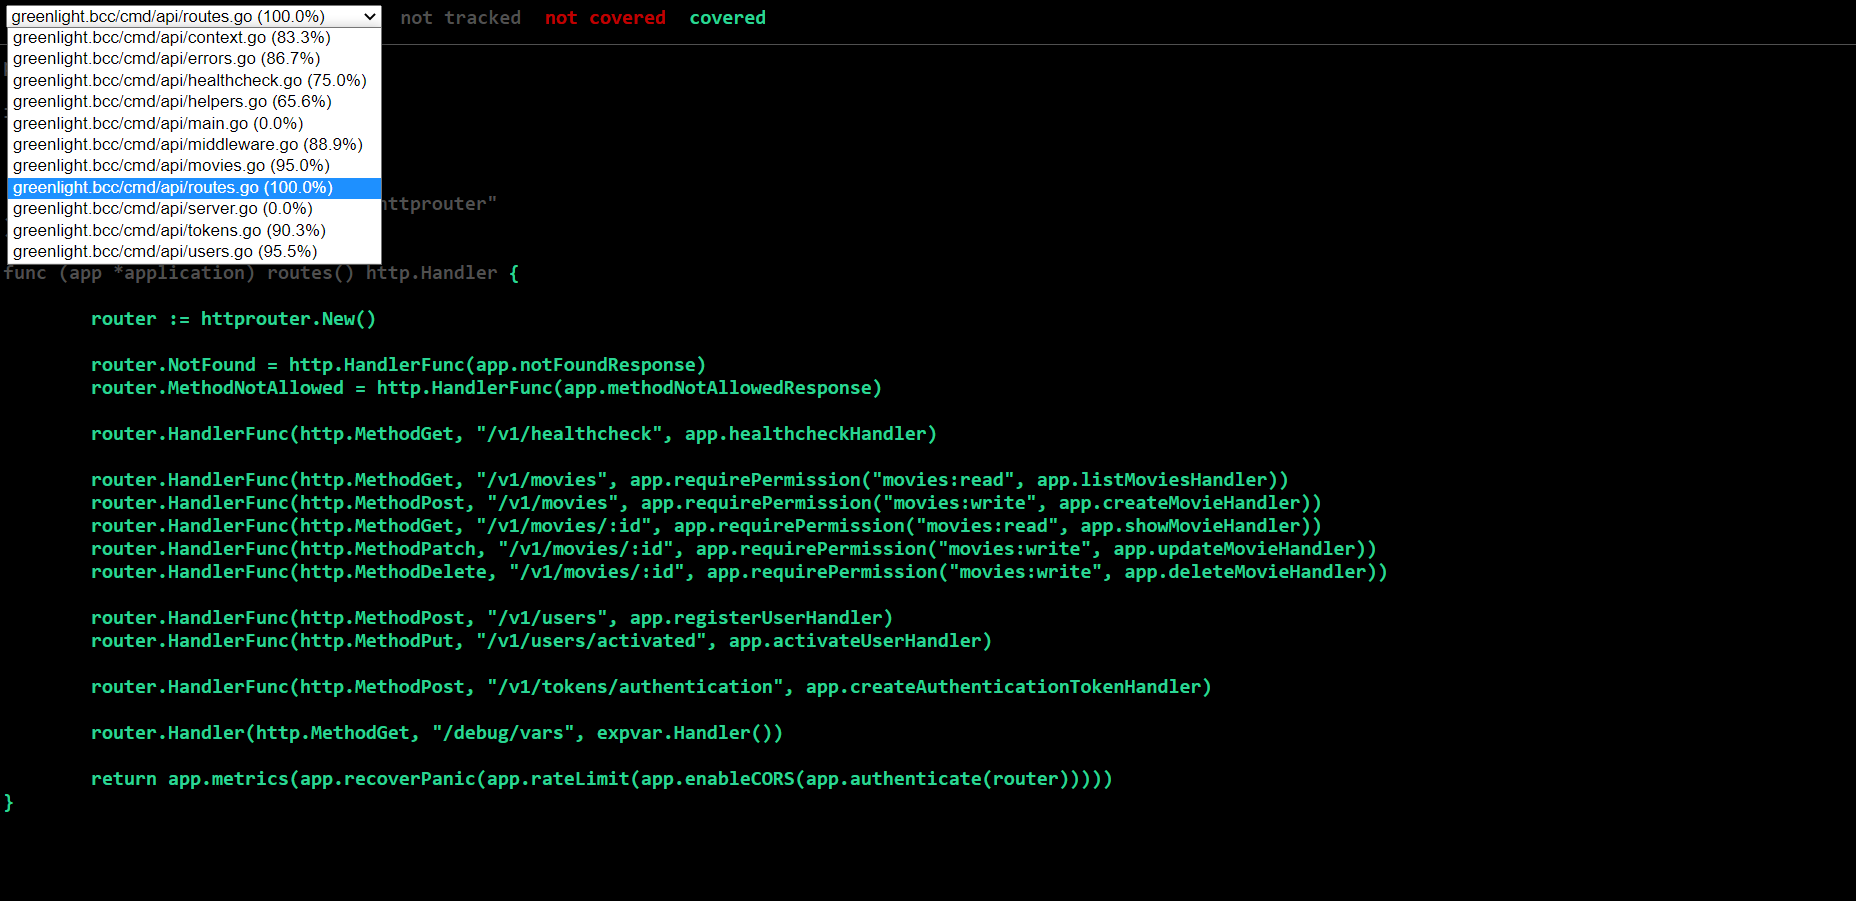 greenlight.bcc/cmd/api/routes.go (100.0%) not tracked not covered covered
greenlight.bcc/cmd/api/context.go (83.3%)
greenlight.bcc/cmd/api/errors.go (86.7%)
greenlight.bcc/cmd/api/healthcheck.go (75.0%)
greenlight.bcc/cmd/api/helpers.go (65.6%)
greenlight.bcc/cmd/api/main.go (0.0%)
greenlight.bcc/cmd/api/middleware.go (88.9%)
greenlight.bcc/cmd/api/movies.go (95.0%)
greenlight.bcc/cmd/api/routes.go (100.0%)
greenlight.bcc/cmd/api/server.go (0.0%)
greenlight.bcc/cmd/api/tokens.go (90.3%)
greenlight.bcc/cmd/api/users.go (95.5%)
ttprouter"
func (app *application) routes() http.Handler {
router := httprouter.New()
router.NotFound = http.HandlerFunc(app.notFoundResponse)
router.MethodNotAllowed = http.HandlerFunc(app.methodNotAllowedResponse)
router.HandlerFunc(http.MethodGet, "/v1/healthcheck", app.healthcheckHandler)
router.HandlerFunc(http.MethodGet, "/v1/movies", app.requirePermission("movies:read", app.listMoviesHandler))
router.HandlerFunc(http.MethodPost, "/v1/movies", app.requirePermission("movies:write", app.createMovieHandler))
router.HandlerFunc(http.MethodGet, "/v1/movies/:id", app.requirePermission("movies:read", app.showMovieHandler))
router.HandlerFunc(http.MethodPatch, "/v1/movies/:id", app.requirePermission("movies:write", app.updateMovieHandler))
router.HandlerFunc(http.MethodDelete, "/v1/movies/:id", app.requirePermission("movies:write", app.deleteMovieHandler))
router.HandlerFunc(http.MethodPost, "/v1/users", app.registerUserHandler)
router.HandlerFunc(http.MethodPut, "/v1/users/activated", app.activateUserHandler)
router.HandlerFunc(http.MethodPost, "/v1/tokens/authentication", app.createAuthenticationTokenHandler)
router.Handler(http.MethodGet, "/debug/vars", expvar.Handler())
return app.metrics(app.recoverPanic(app.rateLimit(app.enableCORS(app.authenticate(router)))))
}